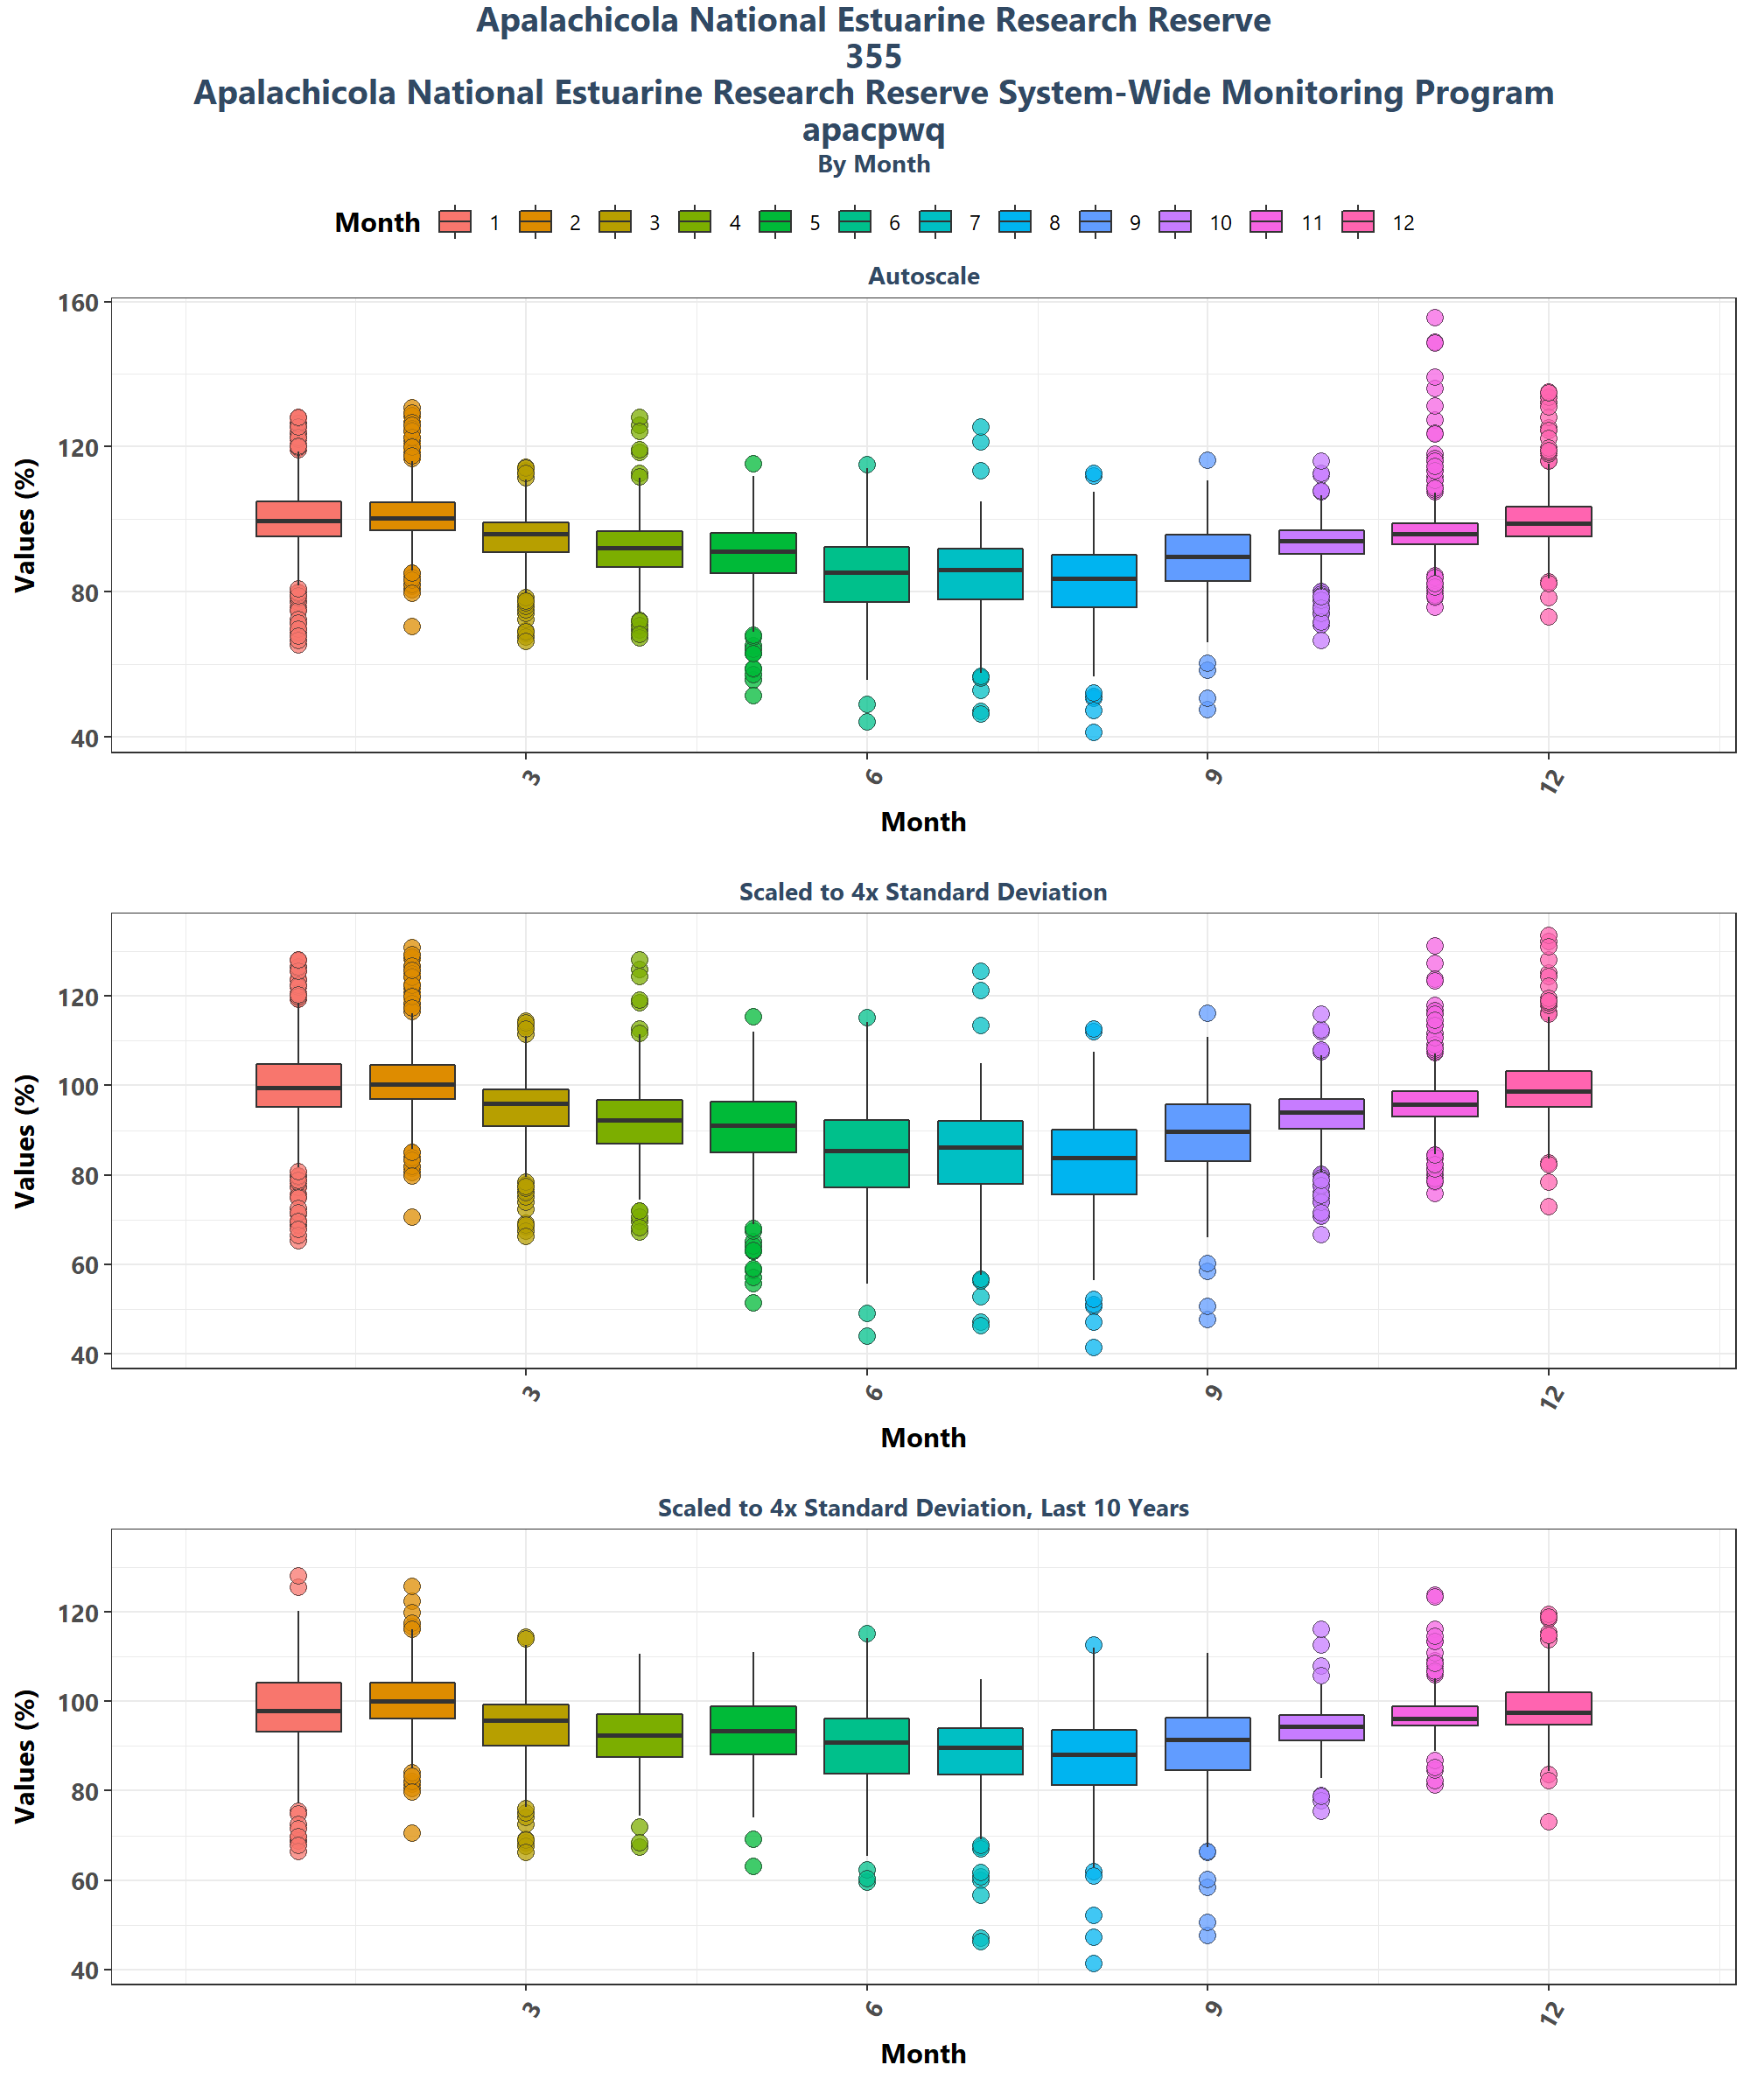 Apalachicola National Estuarine Research Reserve
355
Apalachicola National Estuarine Research Reserve System-Wide Monitoring Program
apacpwq
By Month
Month 1 2 3 4 5 6 7 8 9 10 11 12
Autoscale
160
120
80
40
Values (%)
3 6 9 12
Month
Scaled to 4x Standard Deviation
120
100
80
60
40
Values (%)
3 6 9 12
Month
Scaled to 4x Standard Deviation, Last 10 Years
120
100
80
60
40
Values (%)
3 6 9 12
Month